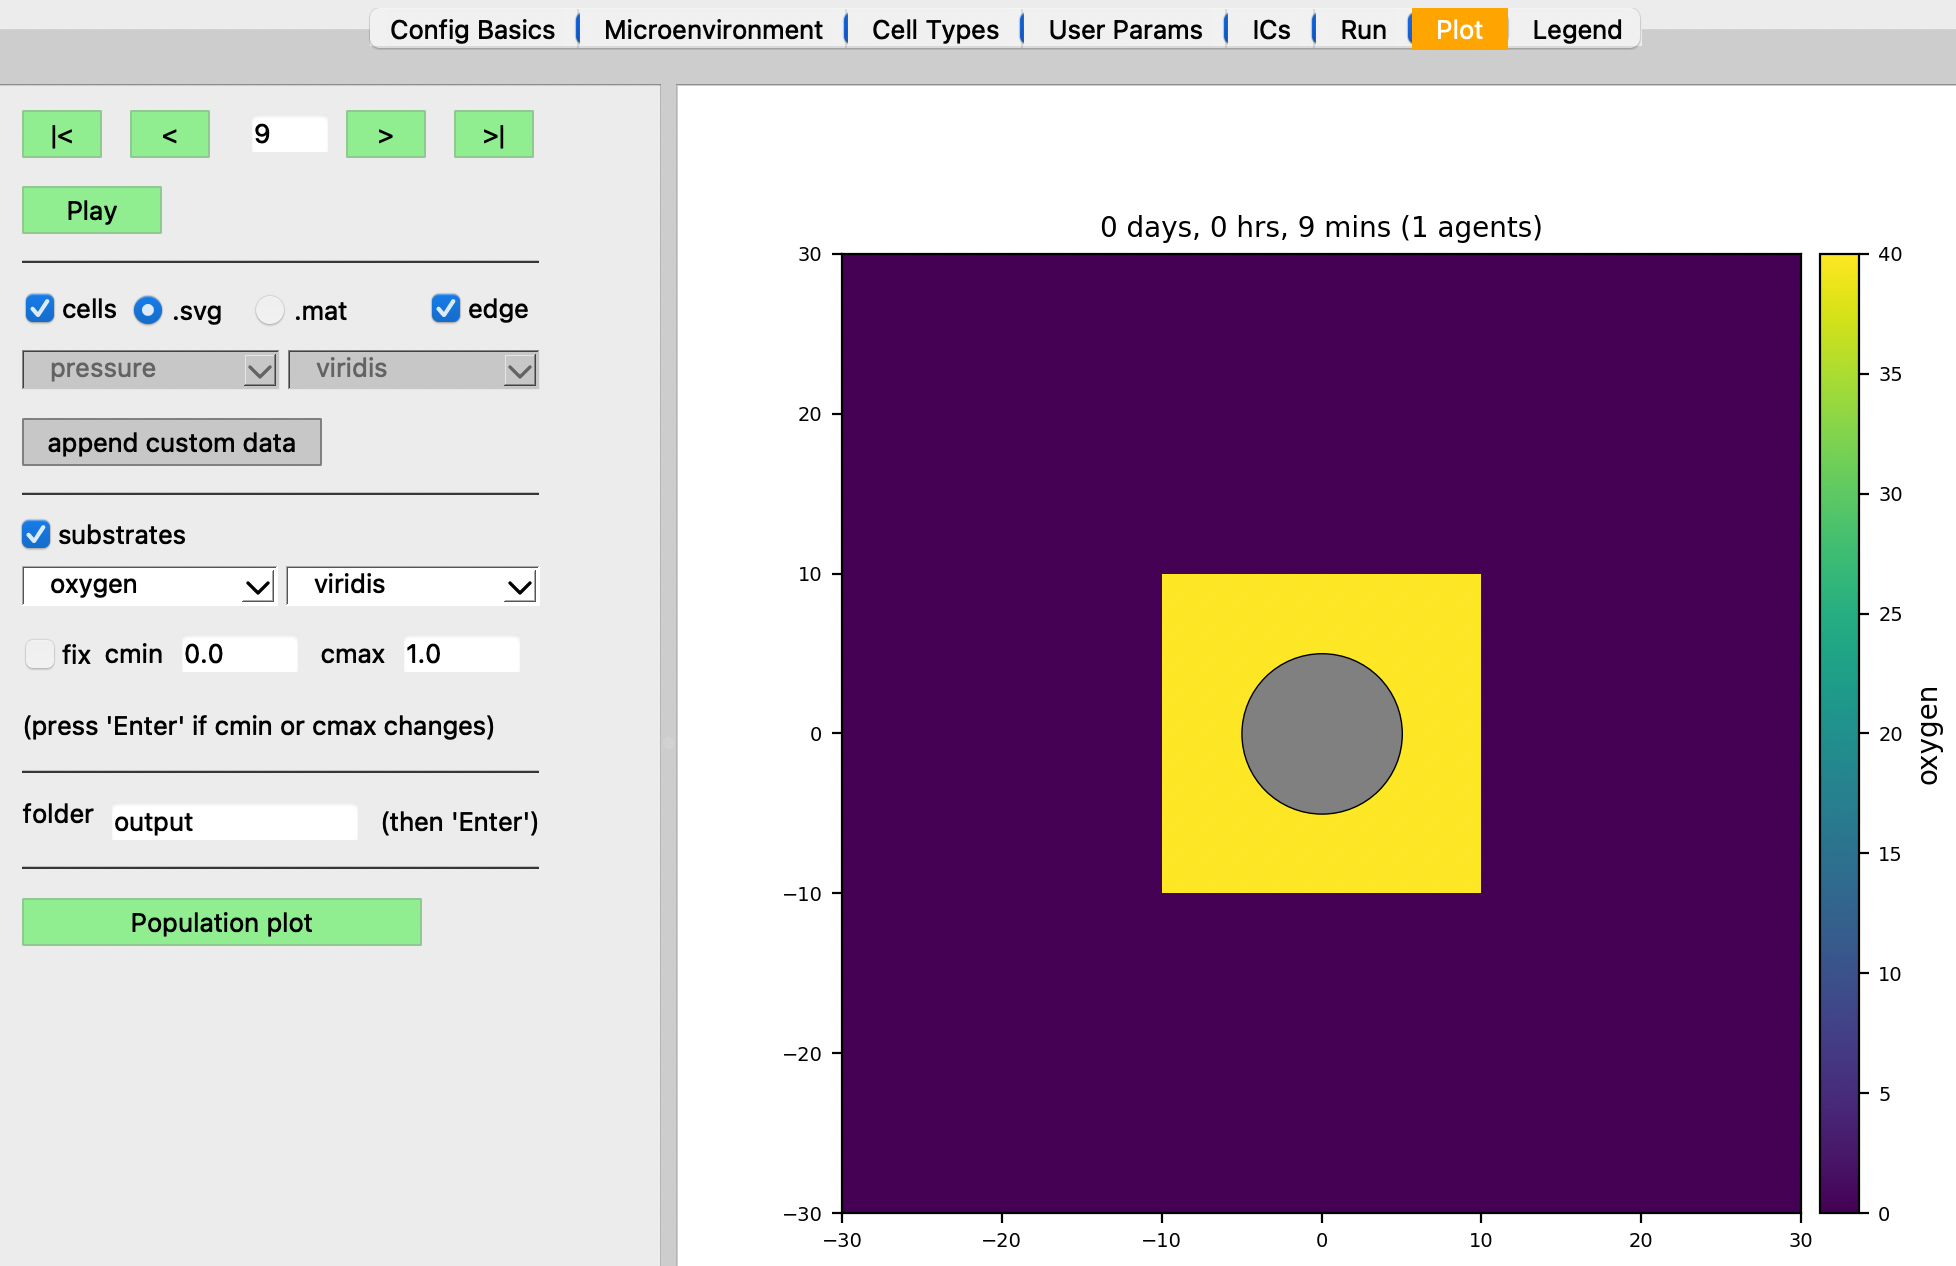 Config Basics Microenvironment Cell Types User Params ICs Run Plot Legend
|< < 9 > >|
Play
cells .svg .mat edge
pressure viridis
append custom data
substrates
oxygen viridis
fix cmin 0.0 cmax 1.0
(press 'Enter' if cmin or cmax changes)
folder output (then 'Enter')
Population plot
0 days, 0 hrs, 9 mins (1 agents)
30
20
10
0
−10
−20
−30
−30 −20 −10 0 10 20 30
40
35
30
25
20
15
10
5
0
oxygen